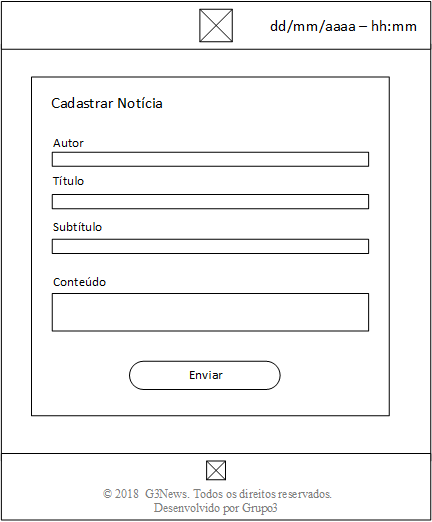 dd/mm/aaaa – hh:mm
Cadastrar Notícia
Autor
Título
Subtítulo
Conteúdo
Enviar
© 2018 G3News. Todos os direitos reservados.
Desenvolvido por Grupo3